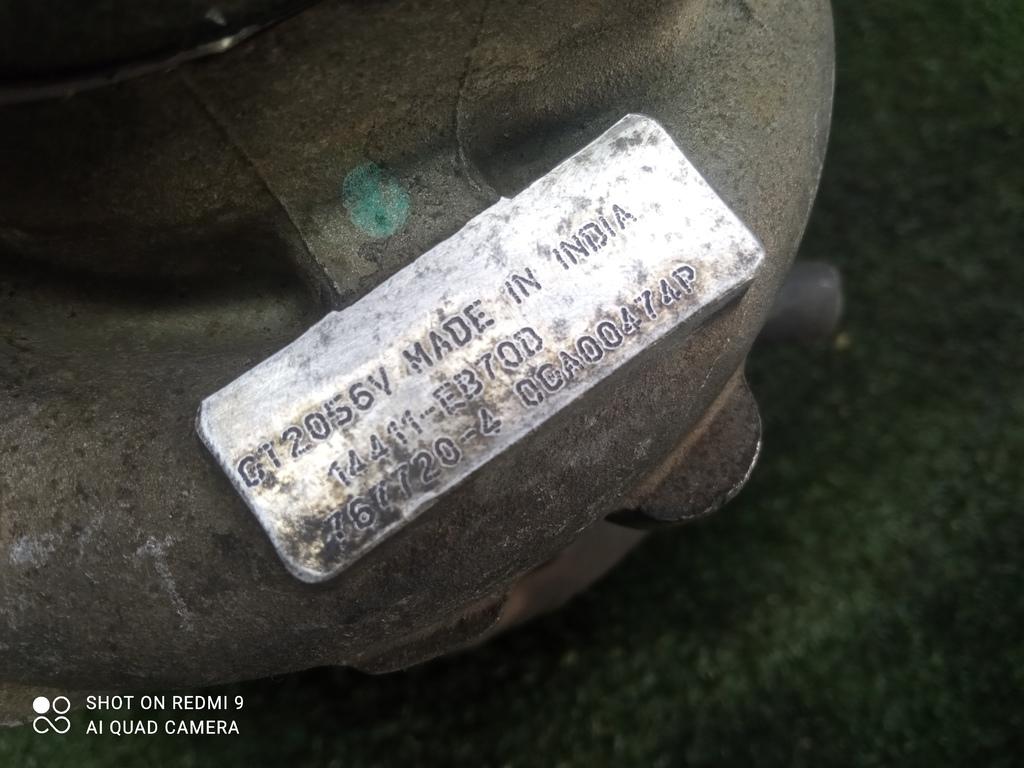 GT2056V MADE IN INDIA
14411-EB70D
767720-4 0CA00474P
SHOT ON REDMI 9
AI QUAD CAMERA